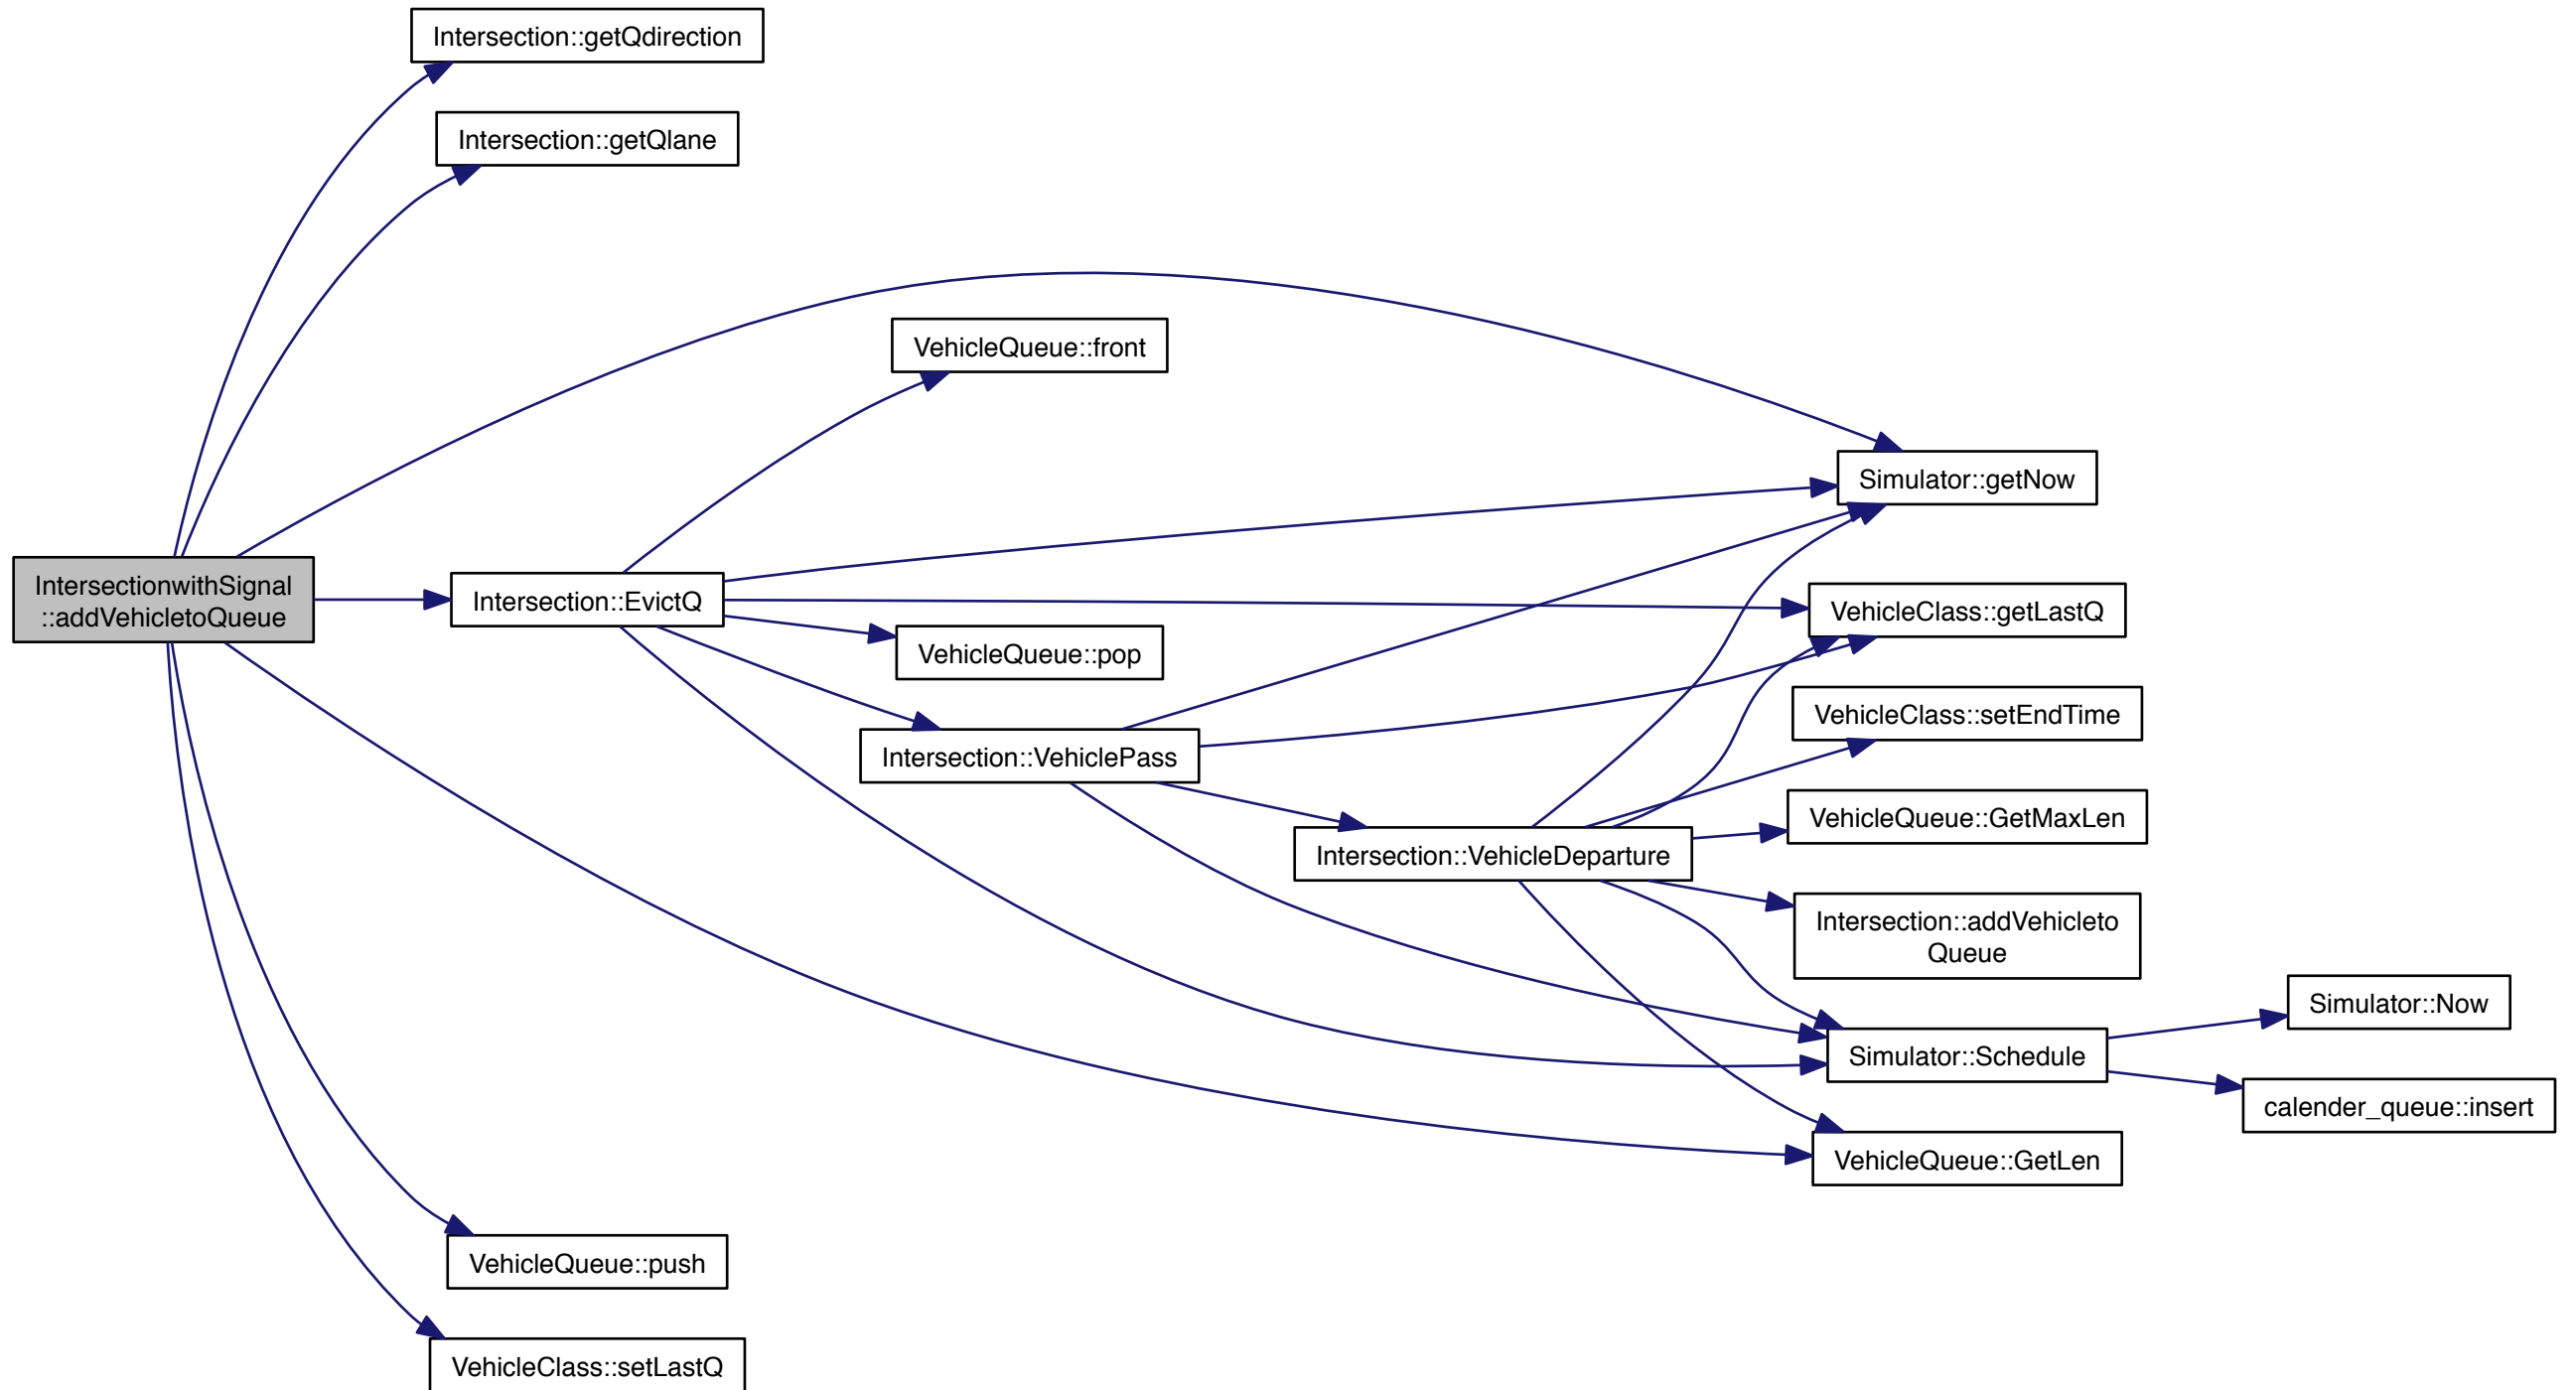 Intersection::getQdirection
Intersection::getQlane
VehicleQueue::front
Simulator::getNow
IntersectionwithSignal
::addVehicletoQueue
Intersection::EvictQ
VehicleClass::getLastQ
VehicleQueue::pop
VehicleClass::setEndTime
Intersection::VehiclePass
VehicleQueue::GetMaxLen
Intersection::VehicleDeparture
Intersection::addVehicleto
Queue
Simulator::Now
Simulator::Schedule
calender_queue::insert
VehicleQueue::GetLen
VehicleQueue::push
VehicleClass::setLastQ